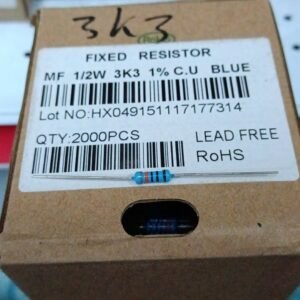 3K3
FIXED RESISTOR
MF 1/2W 3K3 1% C.U BLUE
Lot NO:HX049151117177314
QTY:2000PCS
LEAD FREE
RoHS